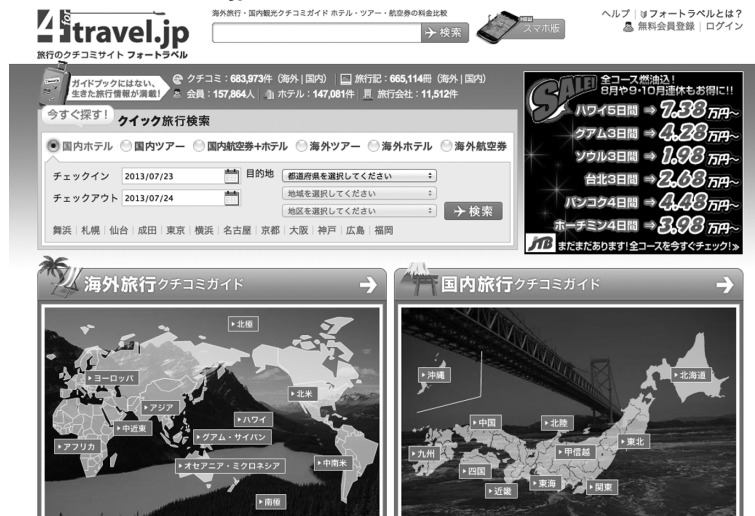 4travel.jp
for
旅行のクチコミサイト フォートラベル
海外旅行・国内観光クチコミガイド ホテル・ツアー・航空券の料金比較
検索
NEW
スマホ版
ヘルプ | フォートラベルとは?
無料会員登録 | ログイン
ガイドブックにはない、
生きた旅行情報が満載!
クチコミ:683,973件 (海外 | 国内) | 旅行記:665,114冊 (海外 | 国内)
会員:157,864人 ホテル:147,081件 旅行会社:11,512件
今すぐ探す! クイック旅行検索
国内ホテル 国内ツアー 国内航空券+ホテル 海外ツアー 海外ホテル 海外航空券
チェックイン 2013/07/23 目的地 都道府県を選択してください
チェックアウト 2013/07/24 地域を選択してください
地区を選択してください 検索
舞浜 | 札幌 | 仙台 | 成田 | 東京 | 横浜 | 名古屋 | 京都 | 大阪 | 神戸 | 広島 | 福岡
SALE!
全コース燃油込!
8月や9・10月連休もお得に!!
ハワイ5日間 ⇒ 7.38万円〜
グアム3日間 ⇒ 4.28万円〜
ソウル3日間 ⇒ 1.98万円〜
台北3日間 ⇒ 2.68万円〜
バンコク4日間 ⇒ 4.48万円〜
ホーチミン4日間 ⇒ 3.98万円〜
JTB まだまだあります!全コースを今すぐチェック!»
海外旅行クチコミガイド
北極
ヨーロッパ
アジア
北米
中近東
ハワイ
アフリカ
グアム・サイパン
オセアニア・ミクロネシア
中南米
南極
国内旅行クチコミガイド
沖縄
北海道
中国
北陸
東北
九州
甲信越
四国
東海
近畿
関東